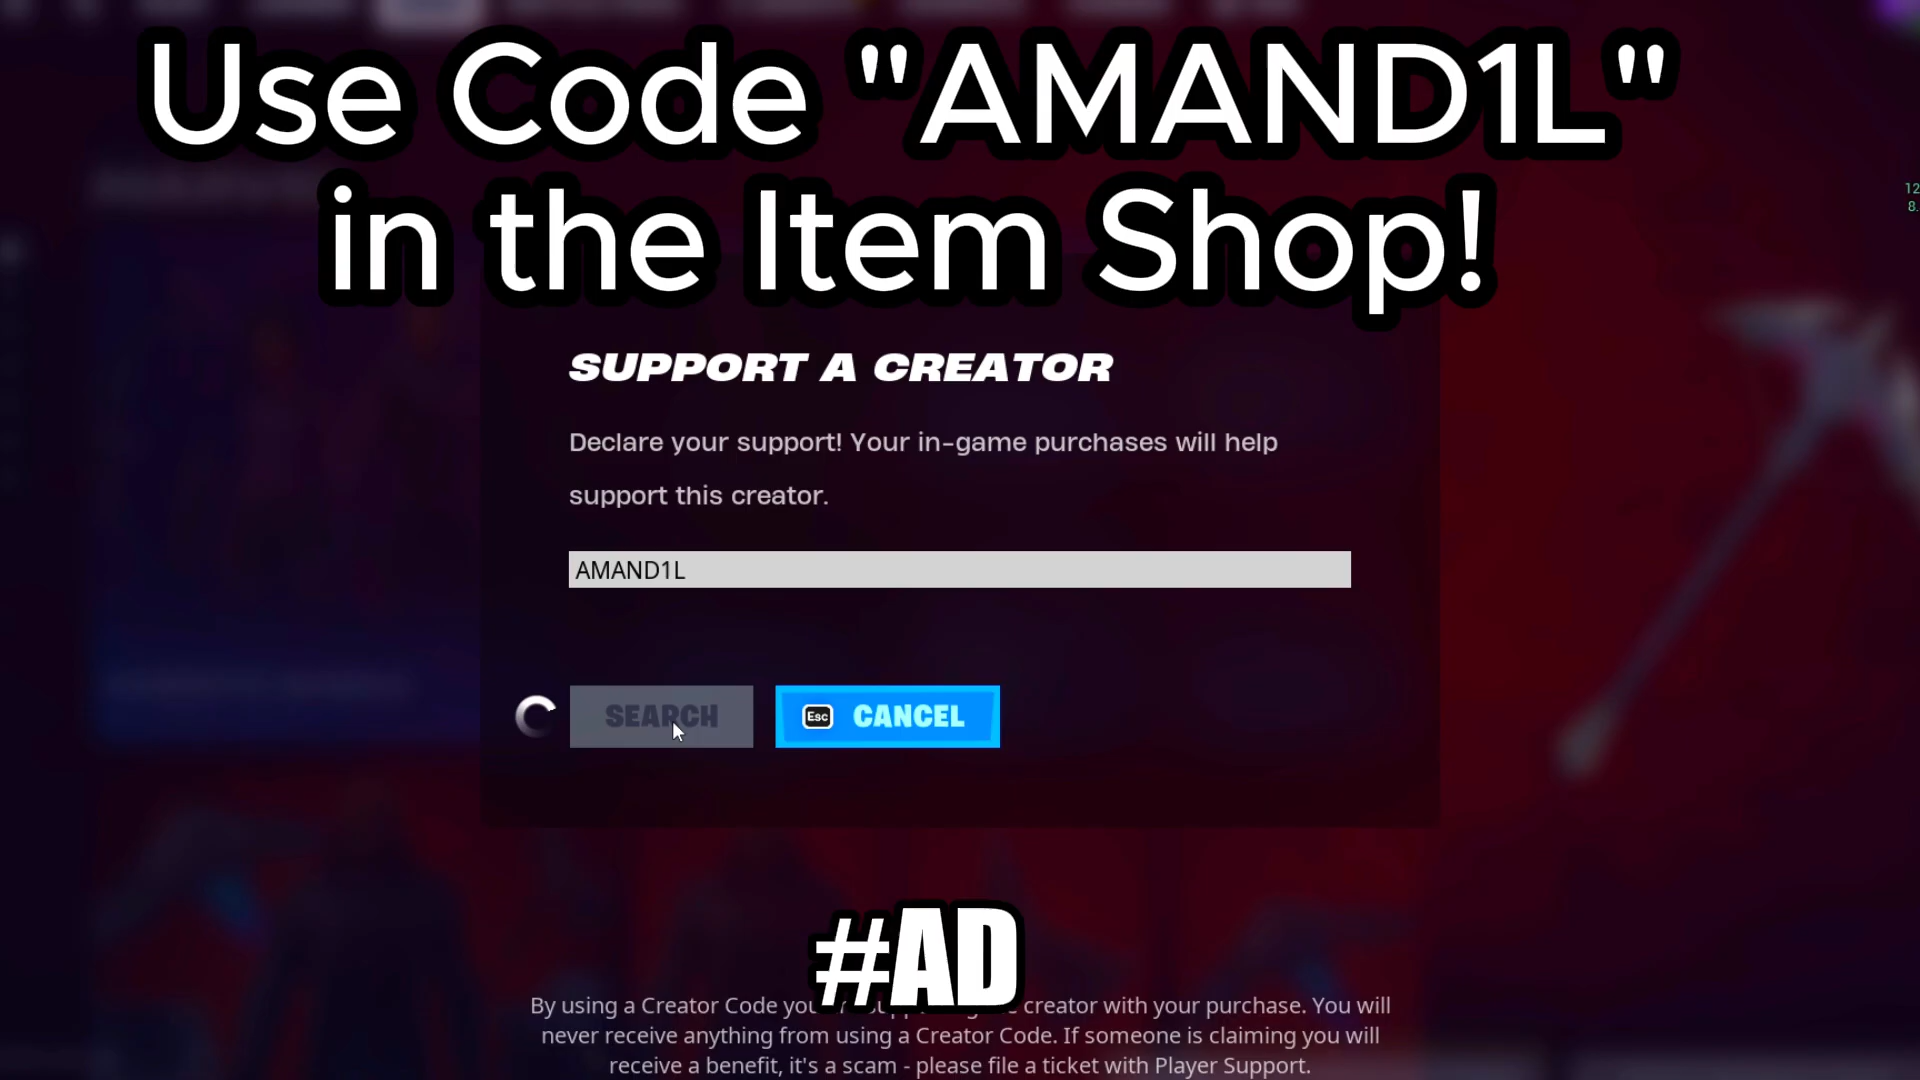 Use Code "AMAND1L"
in the Item Shop!
12
8.
SUPPORT A CREATOR
Declare your support! Your in-game purchases will help
support this creator.
AMAND1L
SEARCH
Esc CANCEL
#AD
By using a Creator Code creator with your purchase. You will
never receive anything from using a Creator Code. If someone is claiming you will
receive a benefit, it's a scam - please file a ticket with Player Support.